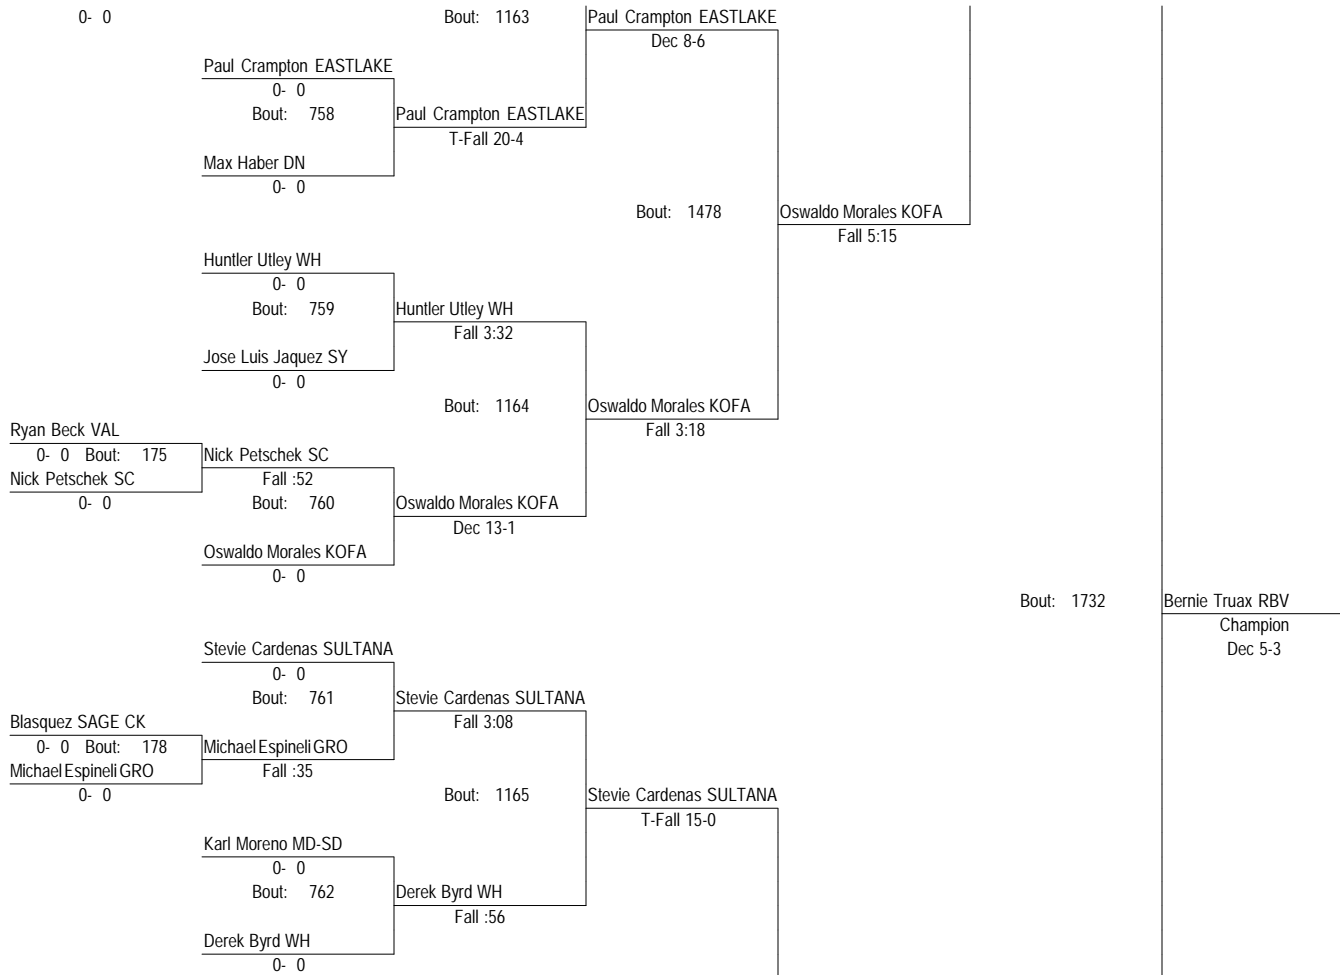 0- 0
Bout: 1163
Paul Crampton EASTLAKE
Dec 8-6
Paul Crampton EASTLAKE
0- 0
Bout: 758
Paul Crampton EASTLAKE
T-Fall 20-4
Max Haber DN
0- 0
Bout: 1478
Oswaldo Morales KOFA
Fall 5:15
Huntler Utley WH
0- 0
Bout: 759
Huntler Utley WH
Fall 3:32
Jose Luis Jaquez SY
0- 0
Bout: 1164
Oswaldo Morales KOFA
Fall 3:18
Ryan Beck VAL
0- 0 Bout: 175
Nick Petschek SC
Nick Petschek SC
Fall :52
0- 0
Bout: 760
Oswaldo Morales KOFA
Dec 13-1
Oswaldo Morales KOFA
0- 0
Bout: 1732
Bernie Truax RBV
Champion
Dec 5-3
Stevie Cardenas SULTANA
0- 0
Bout: 761
Stevie Cardenas SULTANA
Fall 3:08
Blasquez SAGE CK
0- 0 Bout: 178
Michael Espineli GRO
Michael Espineli GRO
Fall :35
0- 0
Bout: 1165
Stevie Cardenas SULTANA
T-Fall 15-0
Karl Moreno MD-SD
0- 0
Bout: 762
Derek Byrd WH
Fall :56
Derek Byrd WH
0- 0